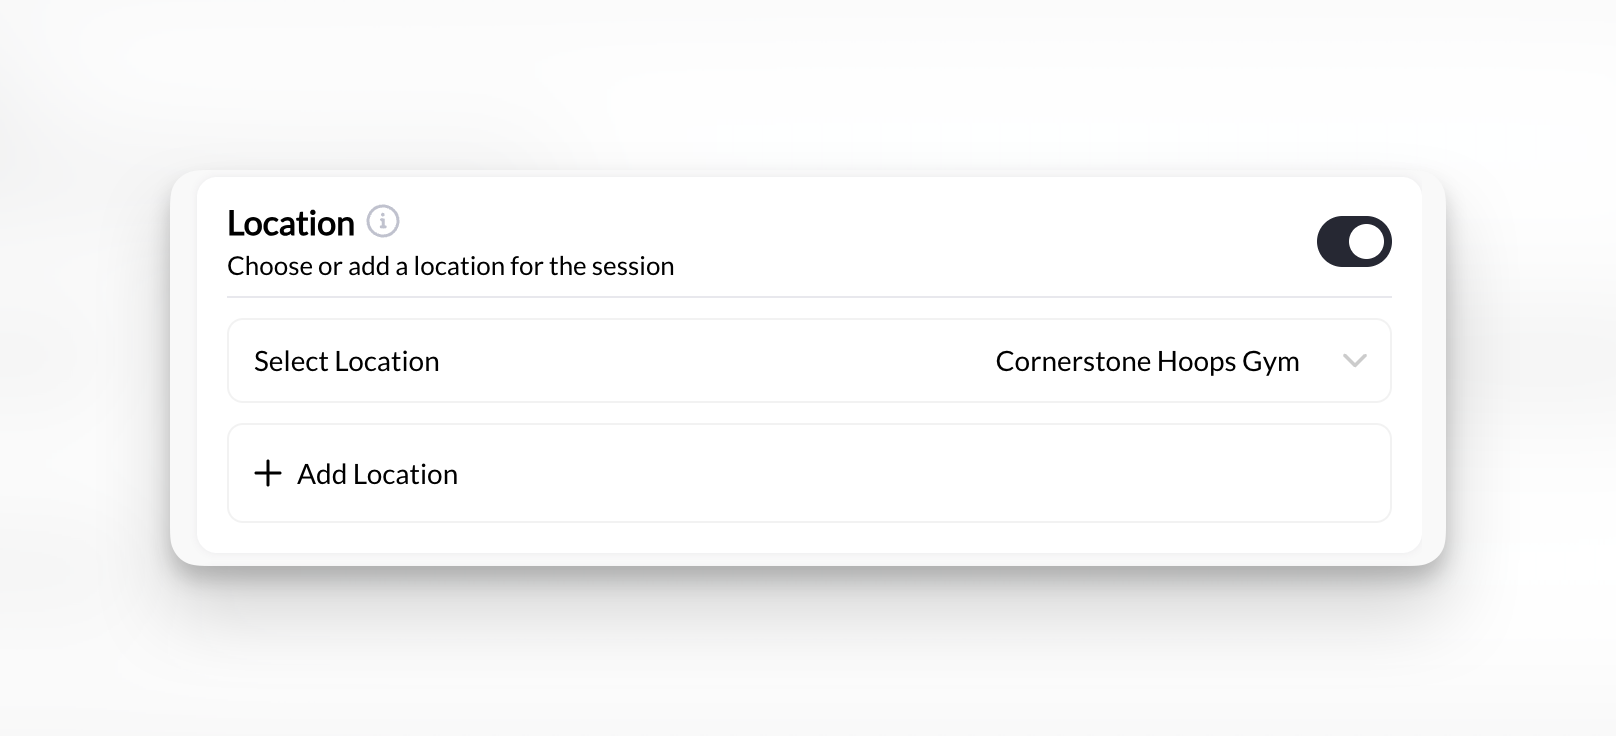 Location
Choose or add a location for the session
Select Location Cornerstone Hoops Gym
Add Location